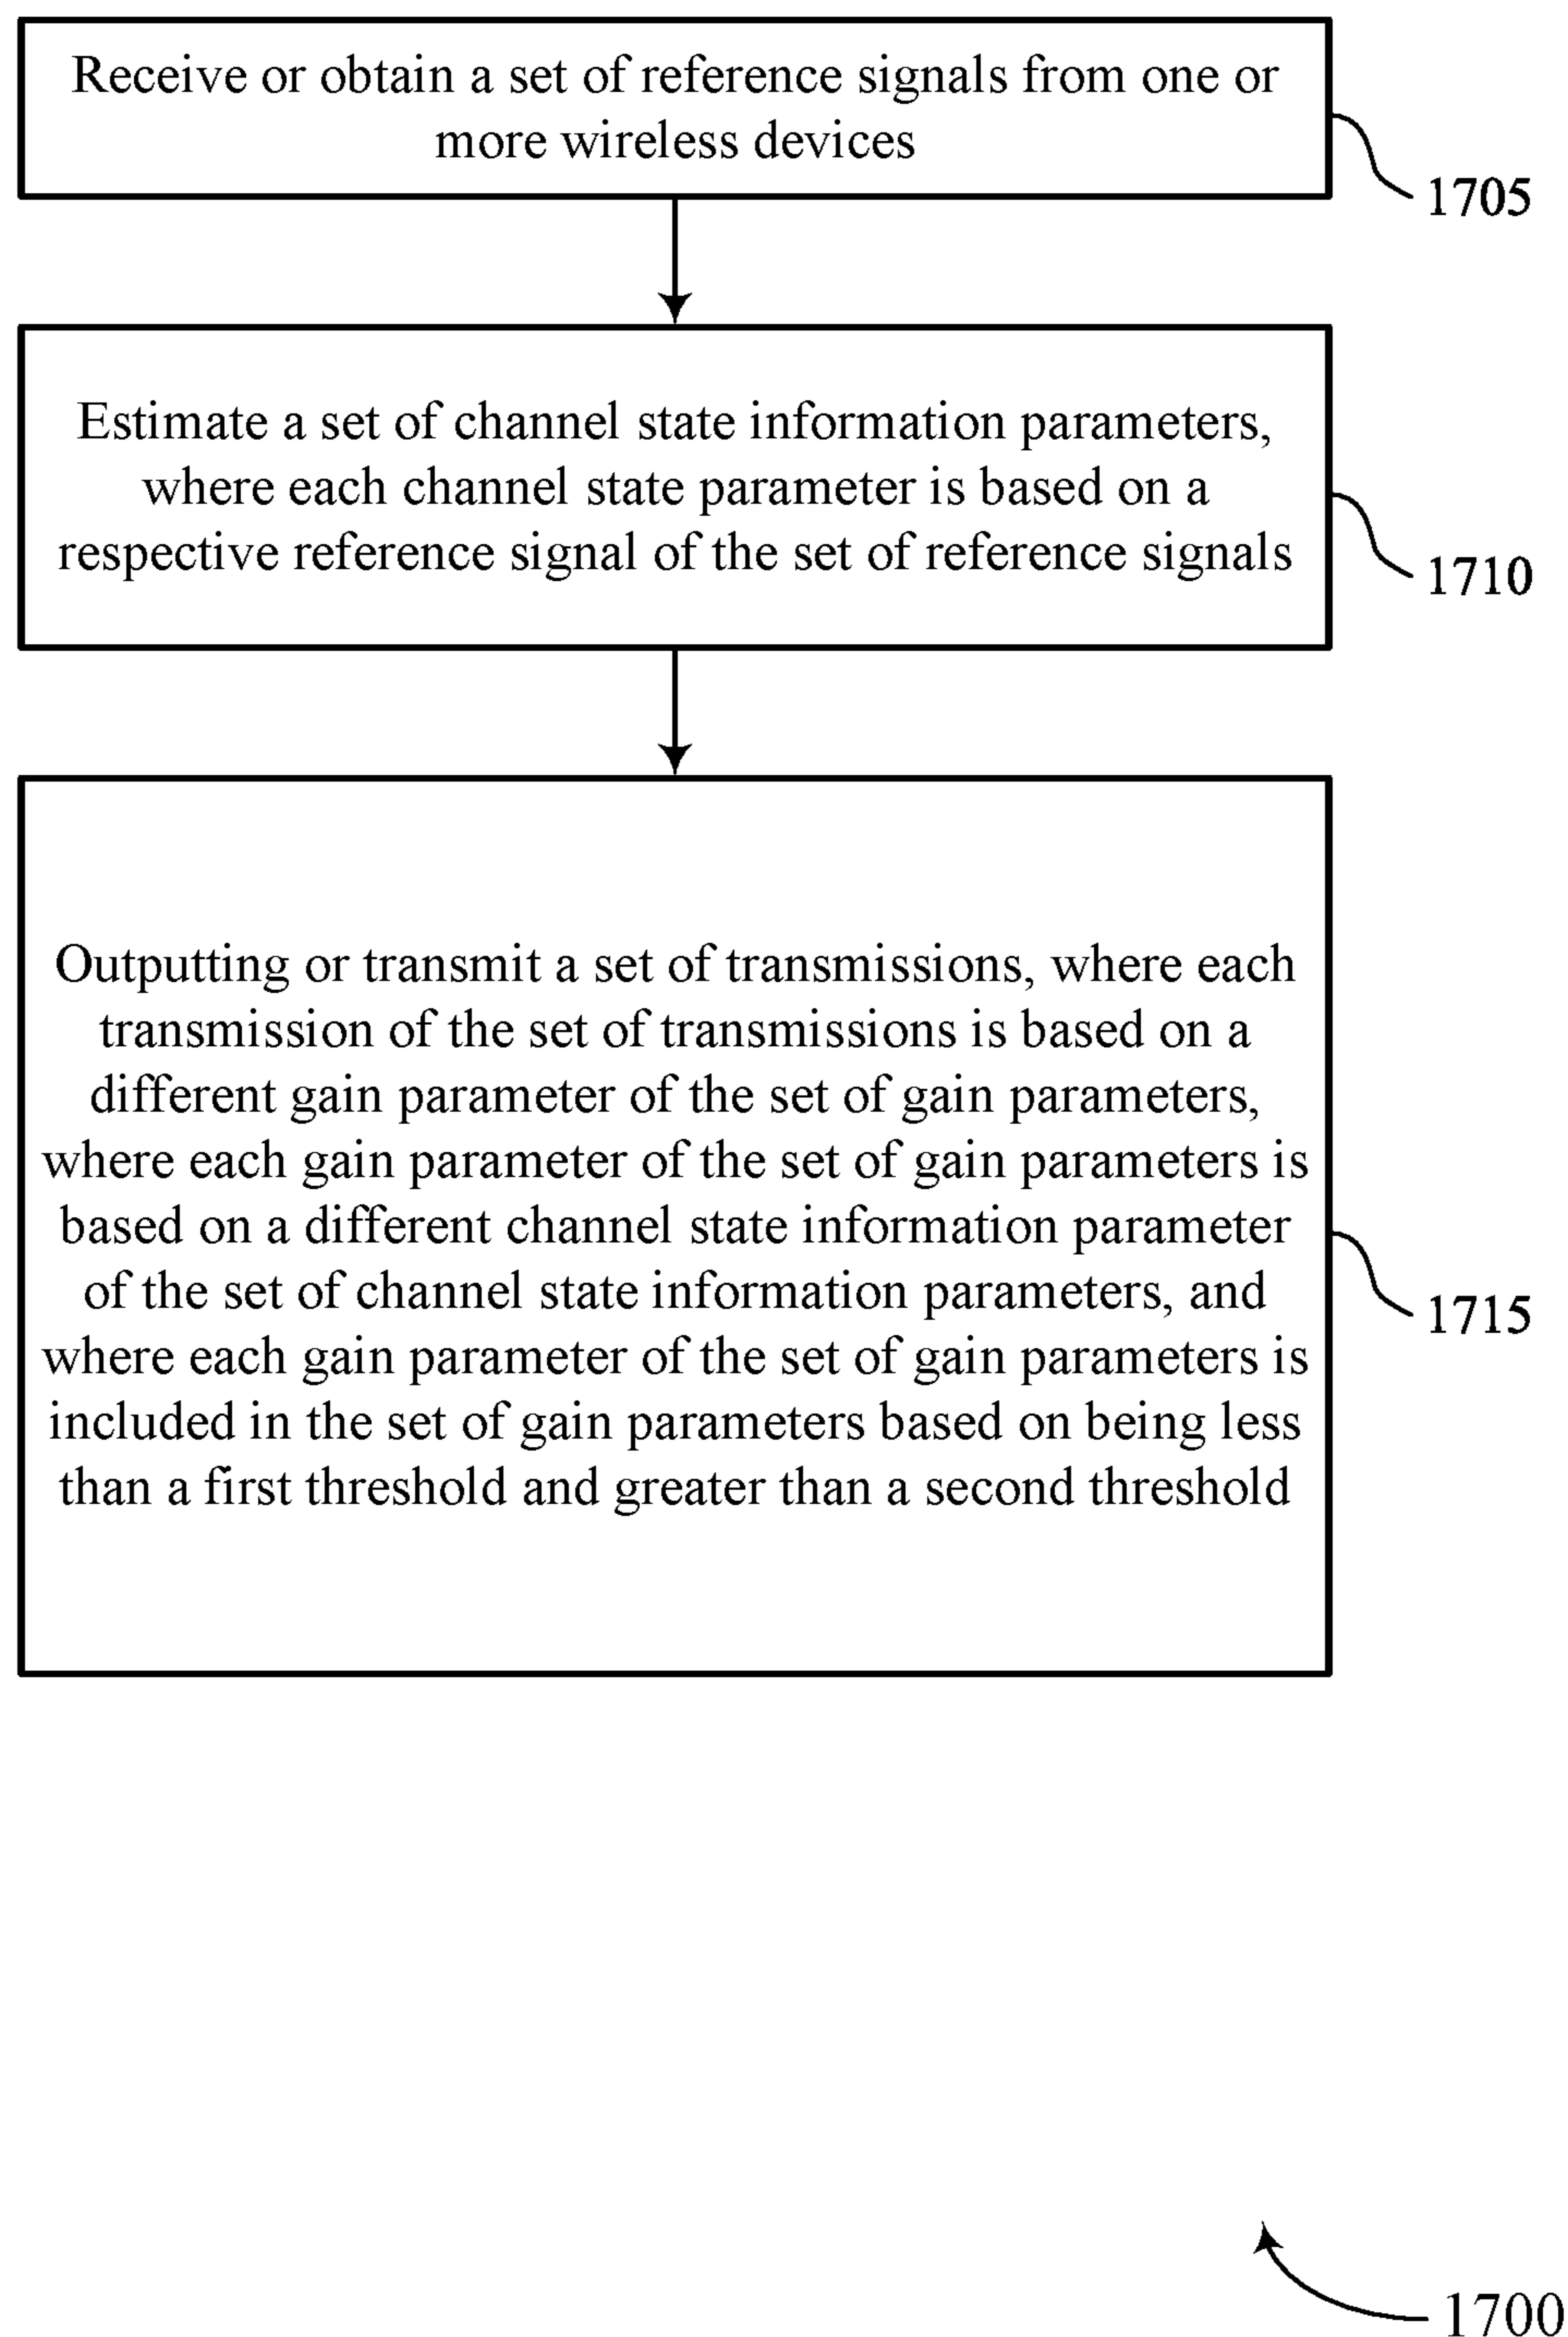 Receive or obtain a set of reference signals from one or
more wireless devices
1705
Estimate a set of channel state information parameters,
where each channel state parameter is based on a
respective reference signal of the set of reference signals
1710
Outputting or transmit a set of transmissions, where each
transmission of the set of transmissions is based on a
different gain parameter of the set of gain parameters,
where each gain parameter of the set of gain parameters is
based on a different channel state information parameter
of the set of channel state information parameters, and
where each gain parameter of the set of gain parameters is
included in the set of gain parameters based on being less
than a first threshold and greater than a second threshold
1715
1700